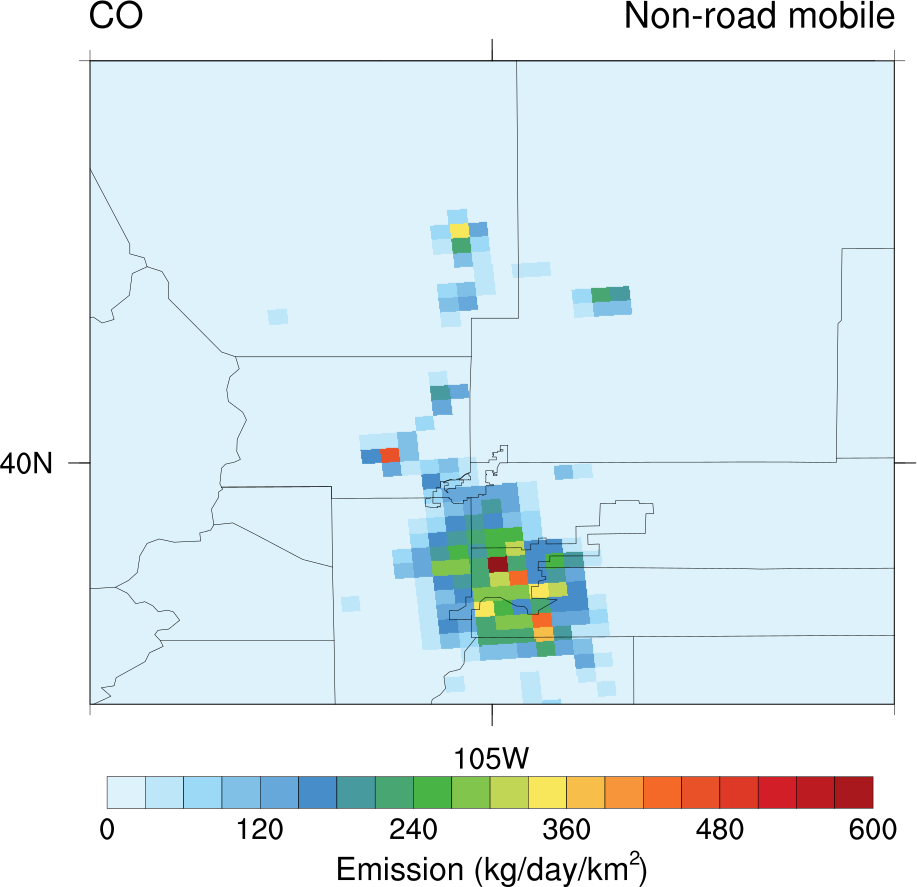 CO Non-road mobile
40N
105W
0 120 240 360 480 600
Emission (kg/day/km²)